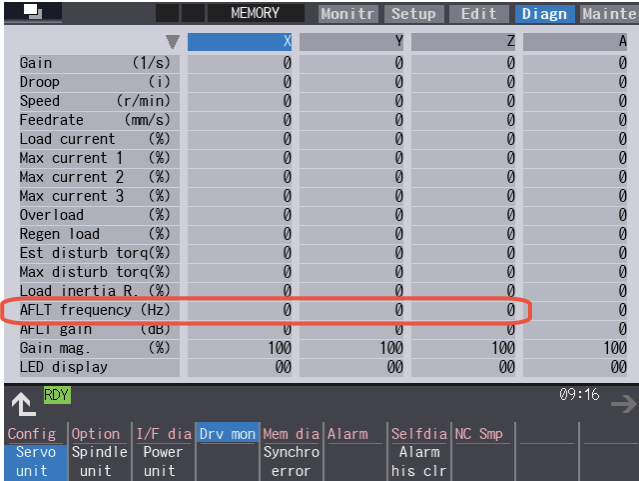 MEMORY Monitr Setup Edit Diagn Mainte
X Y Z A
Gain (1/s) 0 0 0 0
Droop (i) 0 0 0 0
Speed (r/min) 0 0 0 0
Feedrate (mm/s) 0 0 0 0
Load current (%) 0 0 0 0
Max current 1 (%) 0 0 0 0
Max current 2 (%) 0 0 0 0
Max current 3 (%) 0 0 0 0
Overload (%) 0 0 0 0
Regen load (%) 0 0 0 0
Est disturb torq(%) 0 0 0 0
Max disturb torq(%) 0 0 0 0
Load inertia R. (%) 0 0 0 0
AFLT frequency (Hz) 0 0 0 0
AFLT gain (dB) 0 0 0 0
Gain mag. (%) 100 100 100 100
LED display 00 00 00 00
RDY 09:16
Config Option I/F dia Drv mon Mem dia Alarm Selfdia NC Smp
Servo Spindle Power Synchro Alarm
unit unit unit error his clr